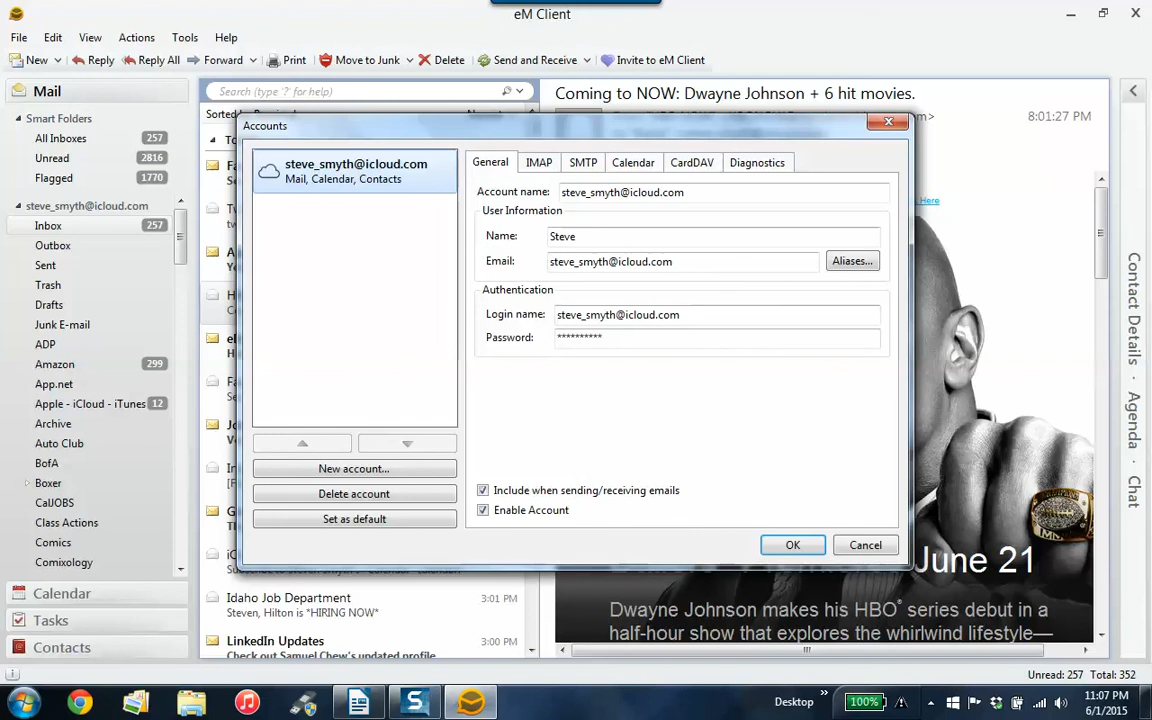 eM Client
File Edit View Actions Tools Help
New Reply Reply All Forward Print Move to Junk Delete Send and Receive Invite to eM Client
Mail
Search (type '?' for help)
Coming to NOW: Dwayne Johnson + 6 hit movies.
8:01:27 PM
Smart Folders
All Inboxes 257
Unread 2816
Flagged 1770
steve_smyth@icloud.com
Inbox 257
Outbox
Sent
Trash
Drafts
Junk E-mail
ADP
Amazon 299
App.net
Apple - iCloud - iTunes 12
Archive
Auto Club
BofA
Boxer
CalJOBS
Class Actions
Comics
Comixology
Calendar
Tasks
Contacts
Accounts
steve_smyth@icloud.com
Mail, Calendar, Contacts
New account...
Delete account
Set as default
General IMAP SMTP Calendar CardDAV Diagnostics
Account name: steve_smyth@icloud.com
User Information
Name: Steve
Email: steve_smyth@icloud.com Aliases...
Authentication
Login name: steve_smyth@icloud.com
Password: **********
Include when sending/receiving emails
Enable Account
OK Cancel
Here
Idaho Job Department 3:01 PM
Steven, Hilton is *HIRING NOW*
LinkedIn Updates 3:00 PM
Check out Samuel Chew's updated profile
June 21
Dwayne Johnson makes his HBO® series debut in a
half-hour show that explores the whirlwind lifestyle—
Contact Details · Agenda · Chat
Unread: 257 Total: 352
Desktop » 100% 11:07 PM
6/1/2015